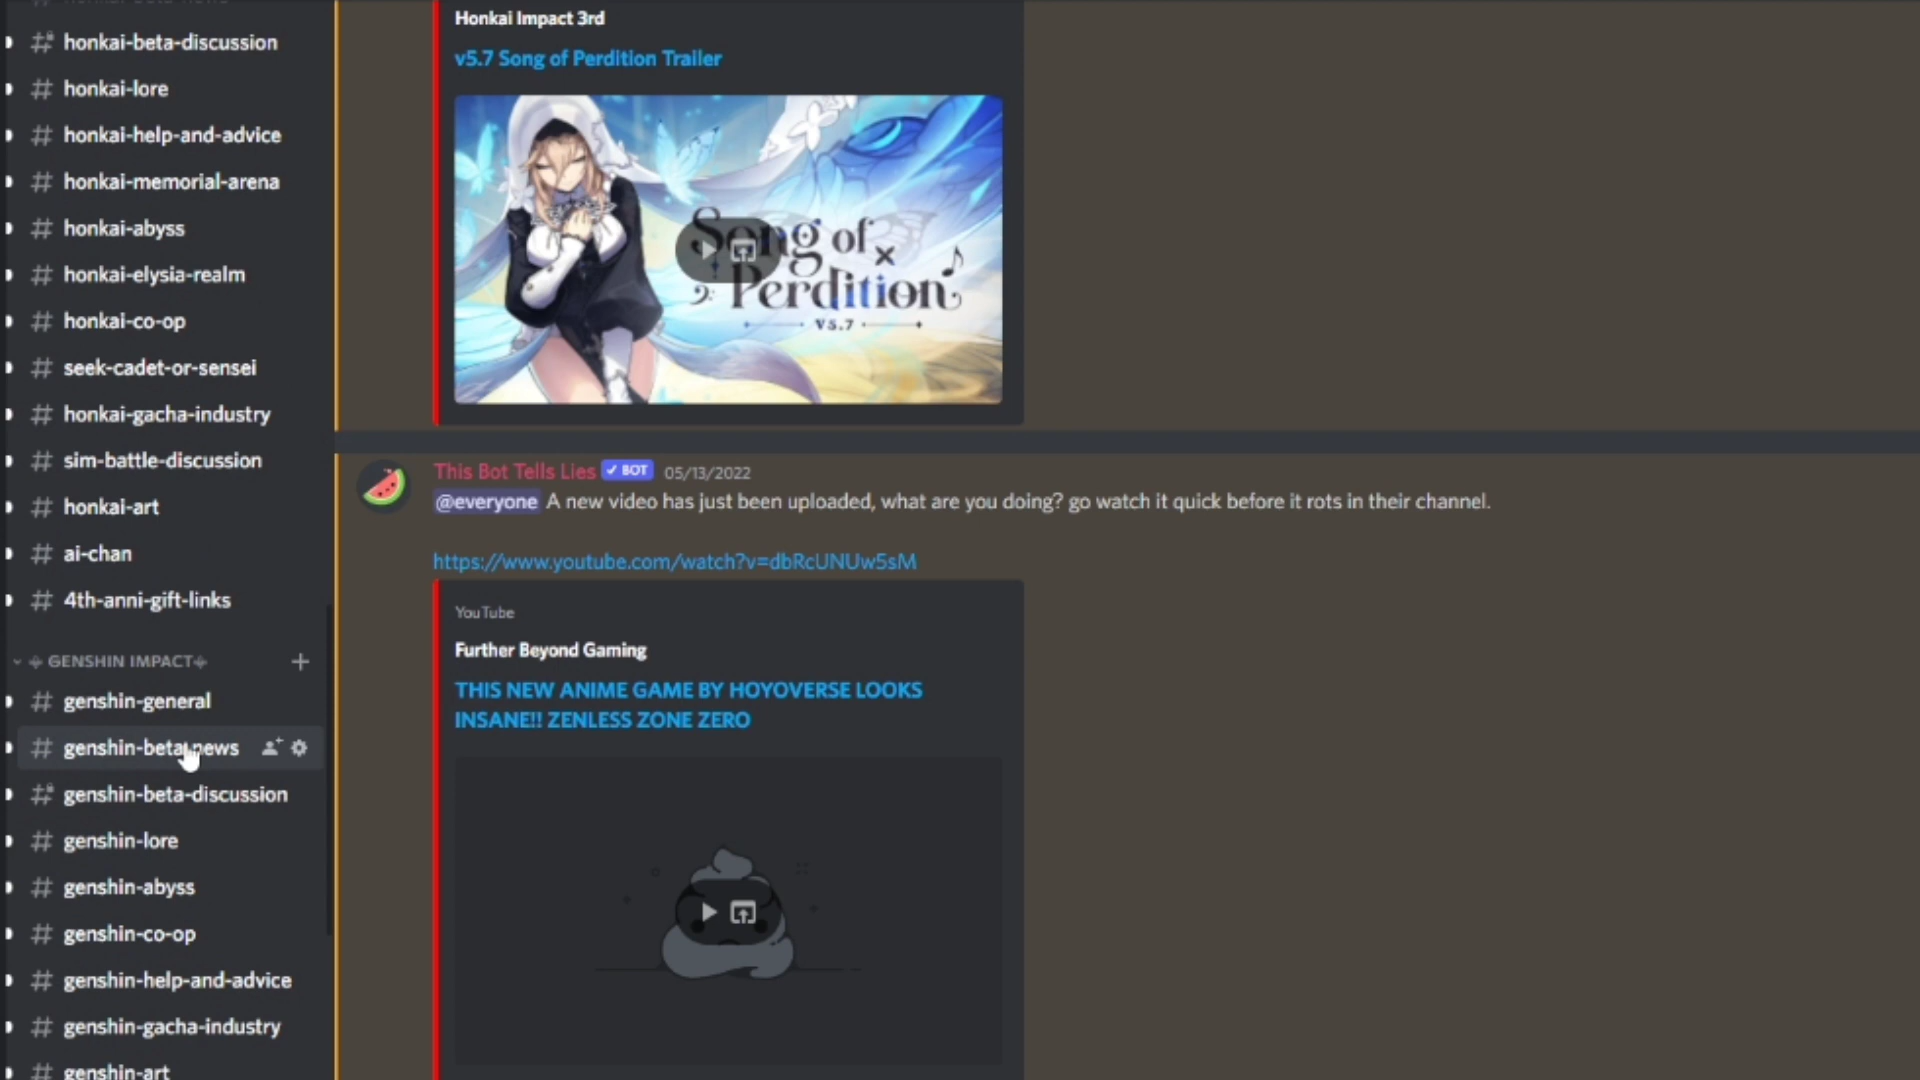 honkai-beta-discussion
honkai-lore
honkai-help-and-advice
honkai-memorial-arena
honkai-abyss
honkai-elysia-realm
honkai-co-op
seek-cadet-or-sensei
honkai-gacha-industry
sim-battle-discussion
honkai-art
ai-chan
4th-anni-gift-links
GENSHIN IMPACT
genshin-general
genshin-beta-news
genshin-beta-discussion
genshin-lore
genshin-abyss
genshin-co-op
genshin-help-and-advice
genshin-gacha-industry
genshin-art
Honkai Impact 3rd
v5.7 Song of Perdition Trailer
Song of
Perdition
V5.7
This Bot Tells Lies ✓ BOT 05/13/2022
@everyone A new video has just been uploaded, what are you doing? go watch it quick before it rots in their channel.
https://www.youtube.com/watch?v=dbRcUNUw5sM
YouTube
Further Beyond Gaming
THIS NEW ANIME GAME BY HOYOVERSE LOOKS
INSANE!! ZENLESS ZONE ZERO